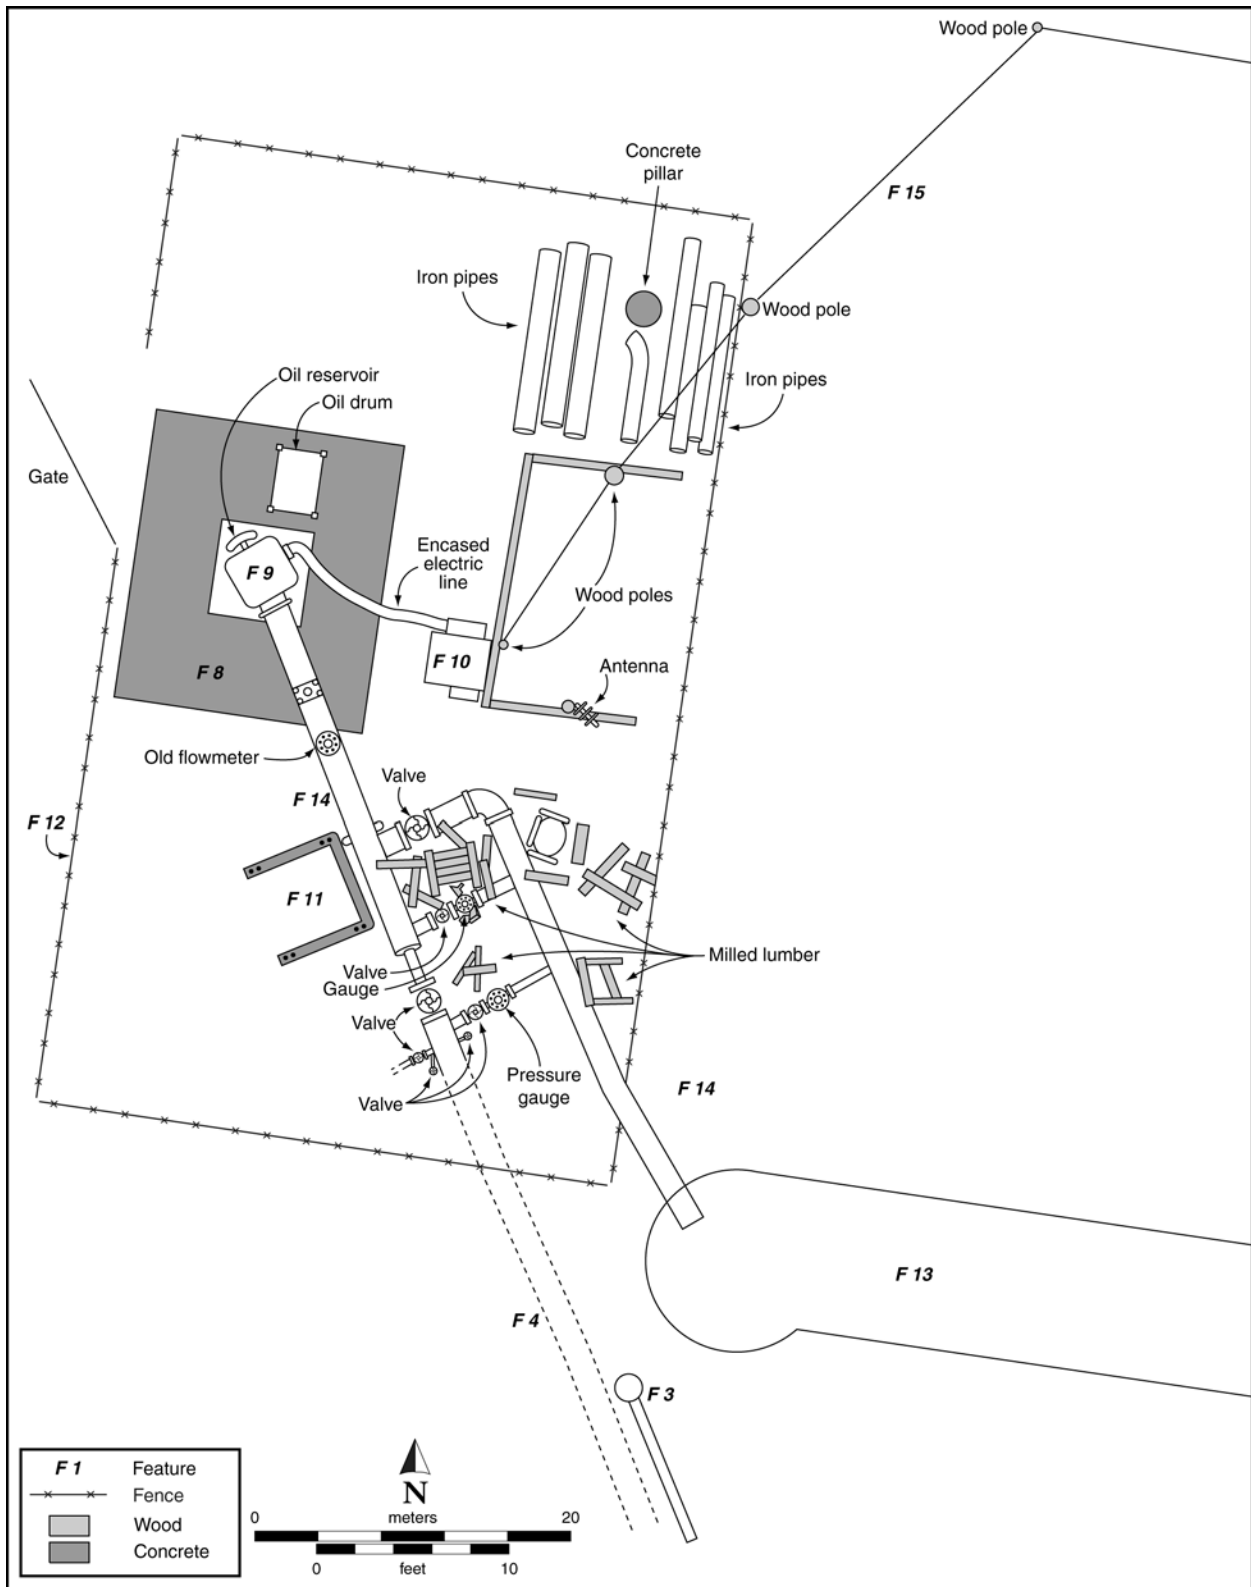 Wood pole
Concrete
pillar
F 15
Iron pipes
Wood pole
Iron pipes
Oil reservoir
Oil drum
Gate
Encased
electric
line
F 9
Wood poles
F 10
Antenna
F 8
Old flowmeter
Valve
F 14
F 12
F 11
Milled lumber
Valve
Gauge
Valve
Pressure
gauge
F 14
Valve
F 13
F 4
F 3
F 1 Feature
Fence
Wood
Concrete
N
0 meters 20
0 feet 10